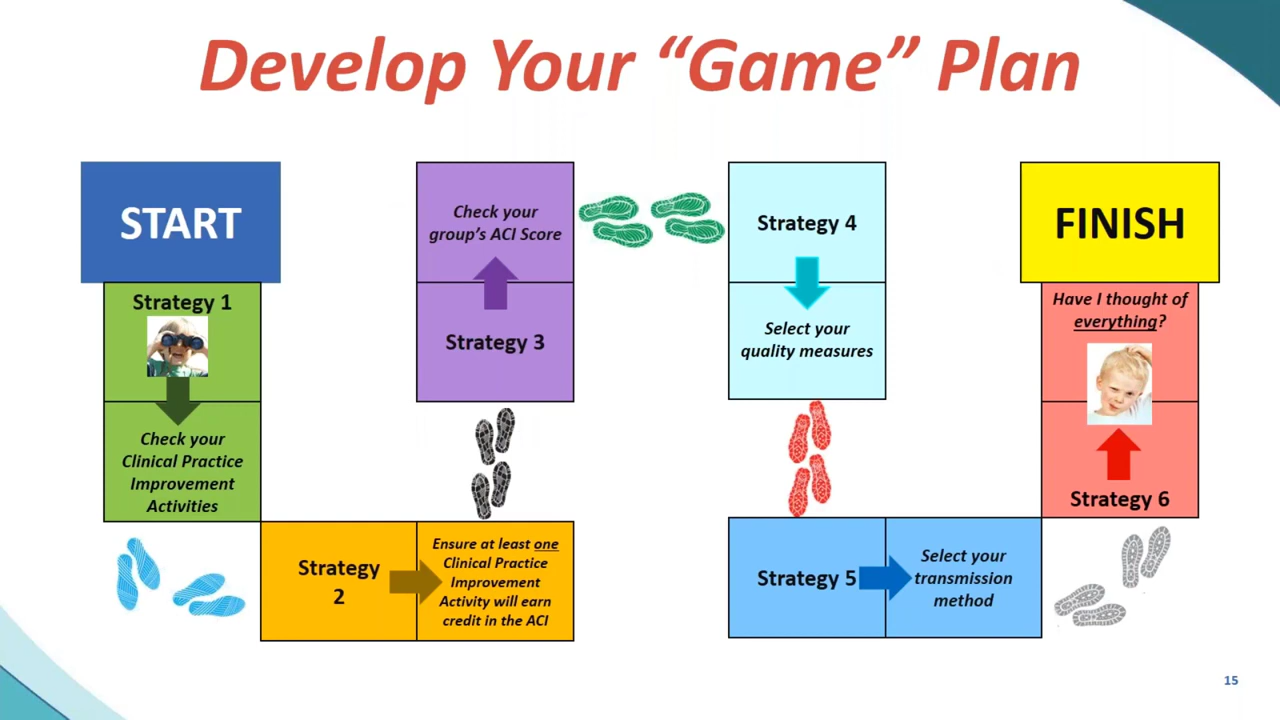 Develop Your “Game” Plan
START
Strategy 1
Check your
Clinical Practice
Improvement
Activities
Strategy
2
Ensure at least one
Clinical Practice
Improvement
Activity will earn
credit in the ACI
Check your
group’s ACI Score
Strategy 3
Strategy 4
Select your
quality measures
Strategy 5
Select your
transmission
method
FINISH
Have I thought of
everything?
Strategy 6
15